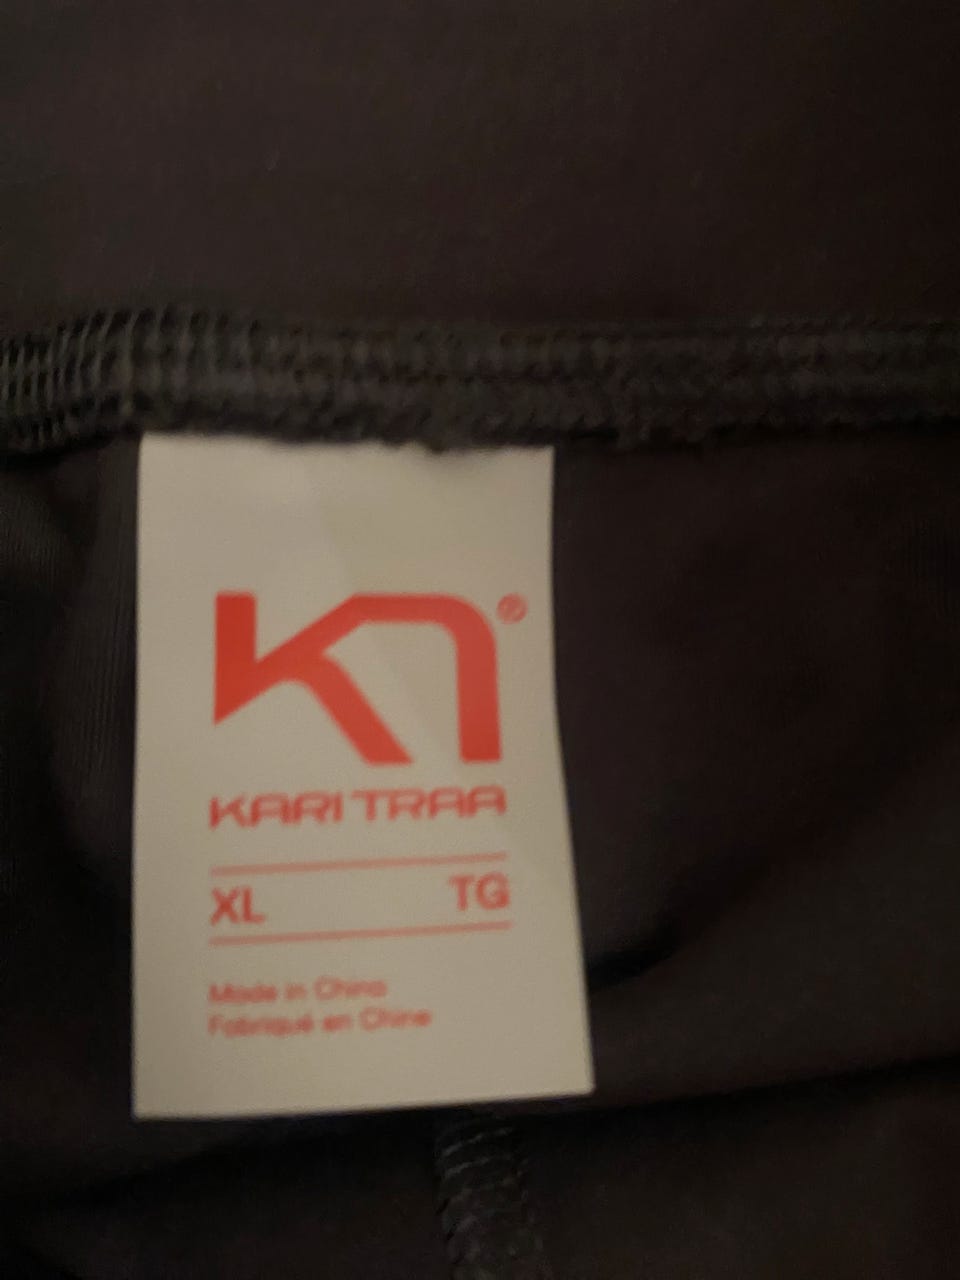 KARI TRAA
XL TG
Made in China
Fabriqué en Chine